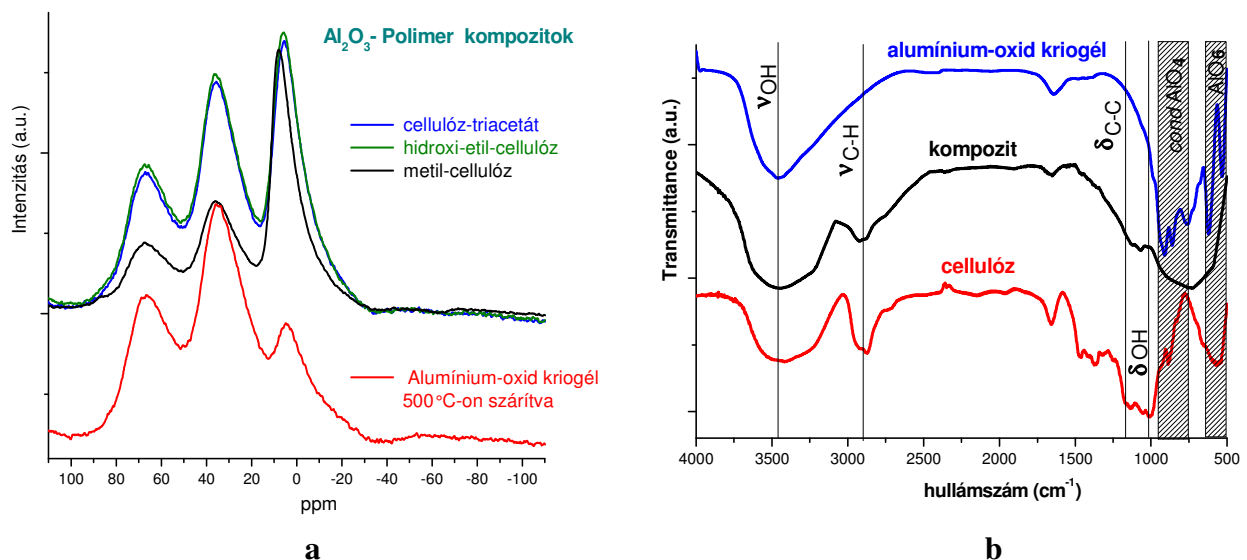 Al₂O₃- Polimer kompozitok
cellulóz-triacetát
hidroxi-etil-cellulóz
metil-cellulóz
Alumínium-oxid kriogél
500°C-on szárítva
Intenzitás (a.u.)
100 80 60 40 20 0 -20 -40 -60 -80 -100
ppm
a
alumínium-oxid kriogél
kompozit
cellulóz
νOH
νC-H
δC-C
δOH
cond AlO4
AlO6
Transmittance (a.u.)
4000 3500 3000 2500 2000 1500 1000 500
hullámszám (cm⁻¹)
b